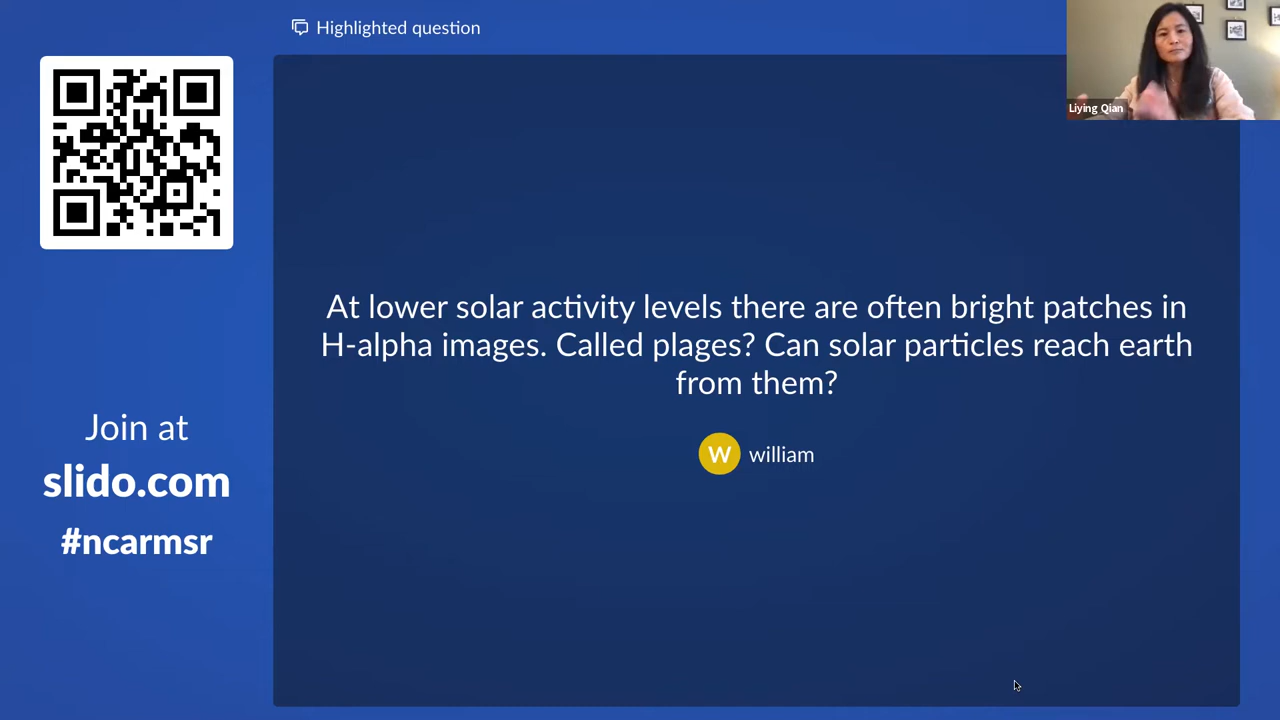 Highlighted question
Liying Qian
At lower solar activity levels there are often bright patches in
H-alpha images. Called plages? Can solar particles reach earth
from them?
W william
Join at
slido.com
#ncarmsr